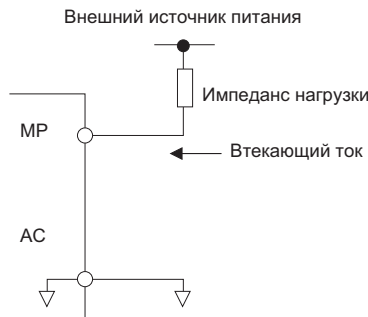 Внешний источник питания
Импеданс нагрузки
MP
Втекающий ток
AC